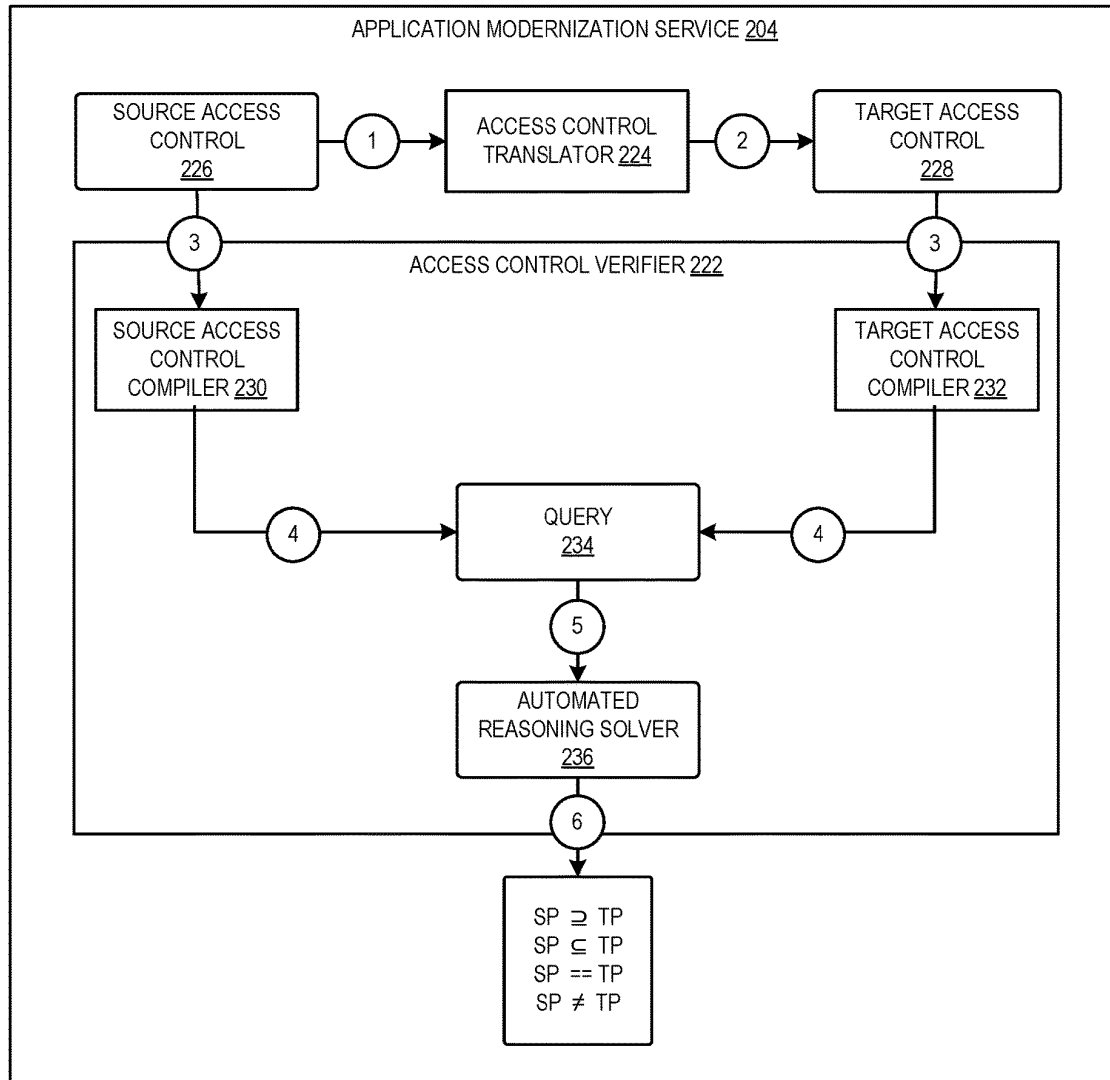 APPLICATION MODERNIZATION SERVICE 204
SOURCE ACCESS
CONTROL
226
1
ACCESS CONTROL
TRANSLATOR 224
2
TARGET ACCESS
CONTROL
228
3
3
ACCESS CONTROL VERIFIER 222
SOURCE ACCESS
CONTROL
COMPILER 230
TARGET ACCESS
CONTROL
COMPILER 232
4
QUERY
234
4
5
AUTOMATED
REASONING SOLVER
236
6
SP ⊇ TP
SP ⊆ TP
SP == TP
SP ≠ TP